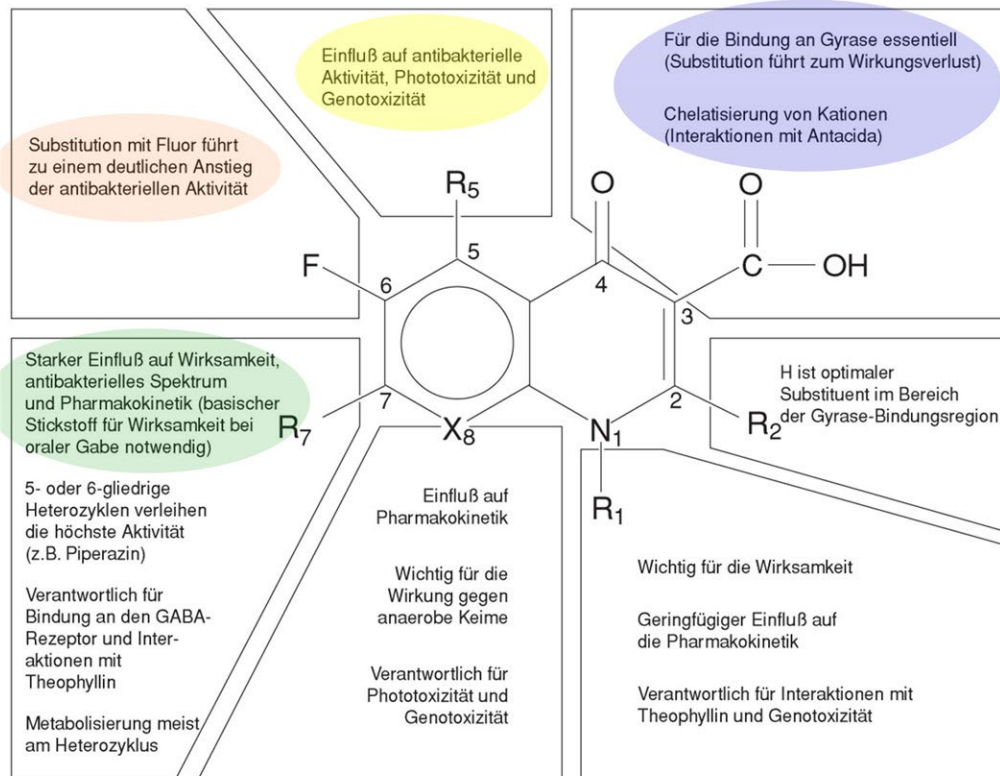 Einfluß auf antibakterielle
Aktivität, Phototoxizität und
Genotoxizität
Für die Bindung an Gyrase essentiell
(Substitution führt zum Wirkungsverlust)
Chelatisierung von Kationen
(Interaktionen mit Antacida)
Substitution mit Fluor führt
zu einem deutlichen Anstieg
der antibakteriellen Aktivität
R5
O
O
5
F
6
4
C
OH
3
7
X8
N1
2
R7
R2
R1
Starker Einfluß auf Wirksamkeit,
antibakterielles Spektrum
und Pharmakokinetik (basischer
Stickstoff für Wirksamkeit bei
oraler Gabe notwendig)
5- oder 6-gliedrige
Heterozyklen verleihen
die höchste Aktivität
(z.B. Piperazin)
Verantwortlich für
Bindung an den GABA-
Rezeptor und Inter-
aktionen mit
Theophyllin
Metabolisierung meist
am Heterozyklus
Einfluß auf
Pharmakokinetik
Wichtig für die
Wirkung gegen
anaerobe Keime
Verantwortlich für
Phototoxizität und
Genotoxizität
H ist optimaler
Substituent im Bereich
der Gyrase-Bindungsregion
Wichtig für die Wirksamkeit
Geringfügiger Einfluß auf
die Pharmakokinetik
Verantwortlich für Interaktionen mit
Theophyllin und Genotoxizität